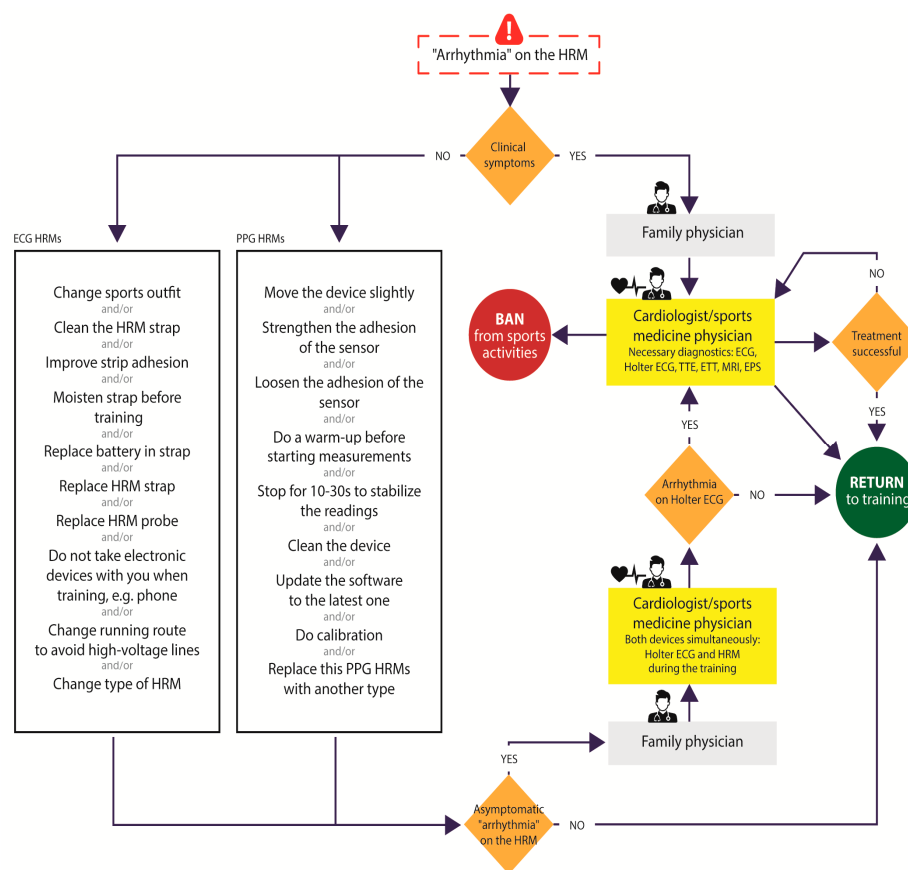 "Arrhythmia" on the HRM
Clinical
symptoms
NO
YES
ECG HRMs
Change sports outfit
and/or
Clean the HRM strap
and/or
Improve strip adhesion
and/or
Moisten strap before
training
and/or
Replace battery in strap
and/or
Replace HRM strap
and/or
Replace HRM probe
and/or
Do not take electronic
devices with you when
training, e.g. phone
and/or
Change running route
to avoid high-voltage lines
and/or
Change type of HRM
PPG HRMs
Move the device slightly
and/or
Strengthen the adhesion
of the sensor
and/or
Loosen the adhesion of the
sensor
and/or
Do a warm-up before
starting measurements
and/or
Stop for 10-30s to stabilize
the readings
and/or
Clean the device
and/or
Update the software
to the latest one
and/or
Do calibration
and/or
Replace this PPG HRMs
with another type
Family physician
Cardiologist/sports
medicine physician
Necessary diagnostics: ECG,
Holter ECG, TTE, ETT, MRI, EPS
BAN
from sports
activities
NO
Treatment
successful
YES
RETURN
to training
YES
Arrhythmia
on Holter ECG
NO
Cardiologist/sports
medicine physician
Both devices simultaneously:
Holter ECG and HRM
during the training
Family physician
YES
Asymptomatic
"arrhythmia"
on the HRM
NO